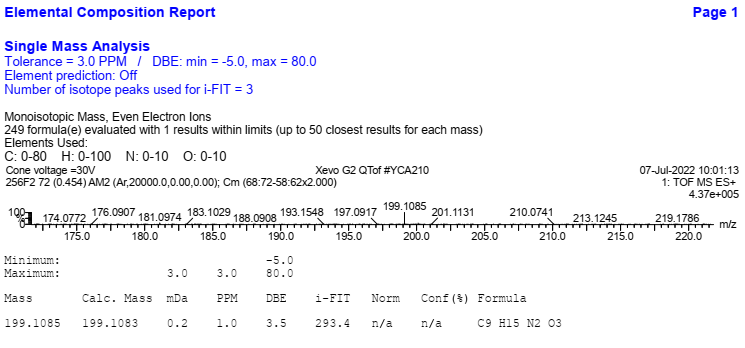 Elemental Composition Report Page 1
Single Mass Analysis
Tolerance = 3.0 PPM / DBE: min = -5.0, max = 80.0
Element prediction: Off
Number of isotope peaks used for i-FIT = 3
Monoisotopic Mass, Even Electron Ions
249 formula(e) evaluated with 1 results within limits (up to 50 closest results for each mass)
Elements Used:
C: 0-80 H: 0-100 N: 0-10 O: 0-10
Cone voltage =30V Xevo G2 QTof #YCA210 07-Jul-2022 10:01:13
256F2 72 (0.454) AM2 (Ar,20000.0,0.00,0.00); Cm (68:72-58:62x2.000) 1: TOF MS ES+
4.37e+005
199.1085
100 176.0907 183.1029 193.1548 197.0917 201.1131 210.0741
% 174.0772 181.0974 188.0908 213.1245 219.1786
0 m/z
175.0 180.0 185.0 190.0 195.0 200.0 205.0 210.0 215.0 220.0
Minimum: -5.0
Maximum: 3.0 3.0 80.0
Mass Calc. Mass mDa PPM DBE i-FIT Norm Conf(%) Formula
199.1085 199.1083 0.2 1.0 3.5 293.4 n/a n/a C9 H15 N2 O3